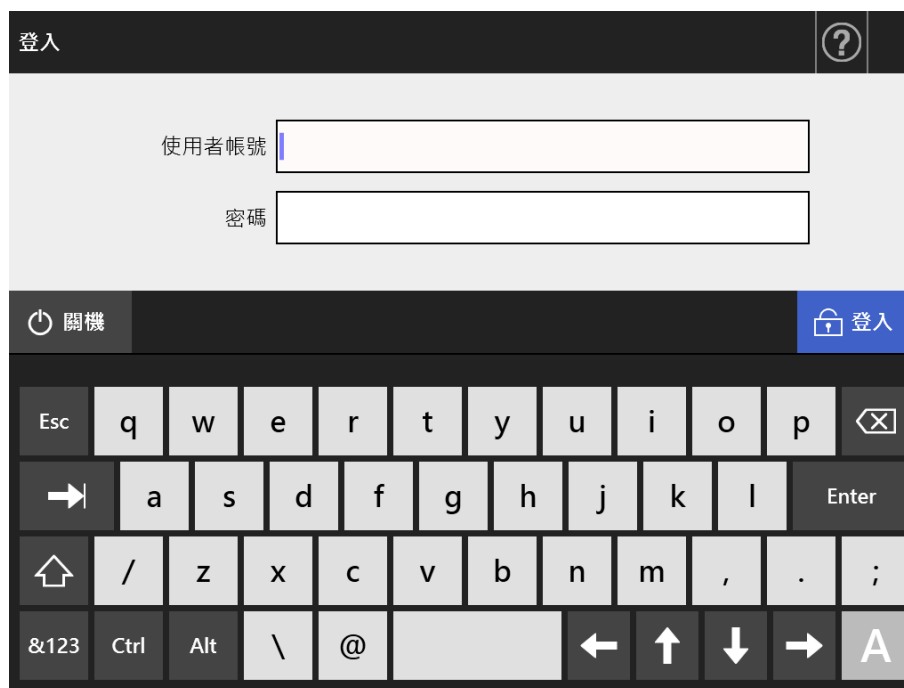 登入
?
使用者帳號
密碼
關機 登入
Esc q w e r t y u i o p
a s d f g h j k l Enter
/ z x c v b n m , . ;
&123 Ctrl Alt \ @ A